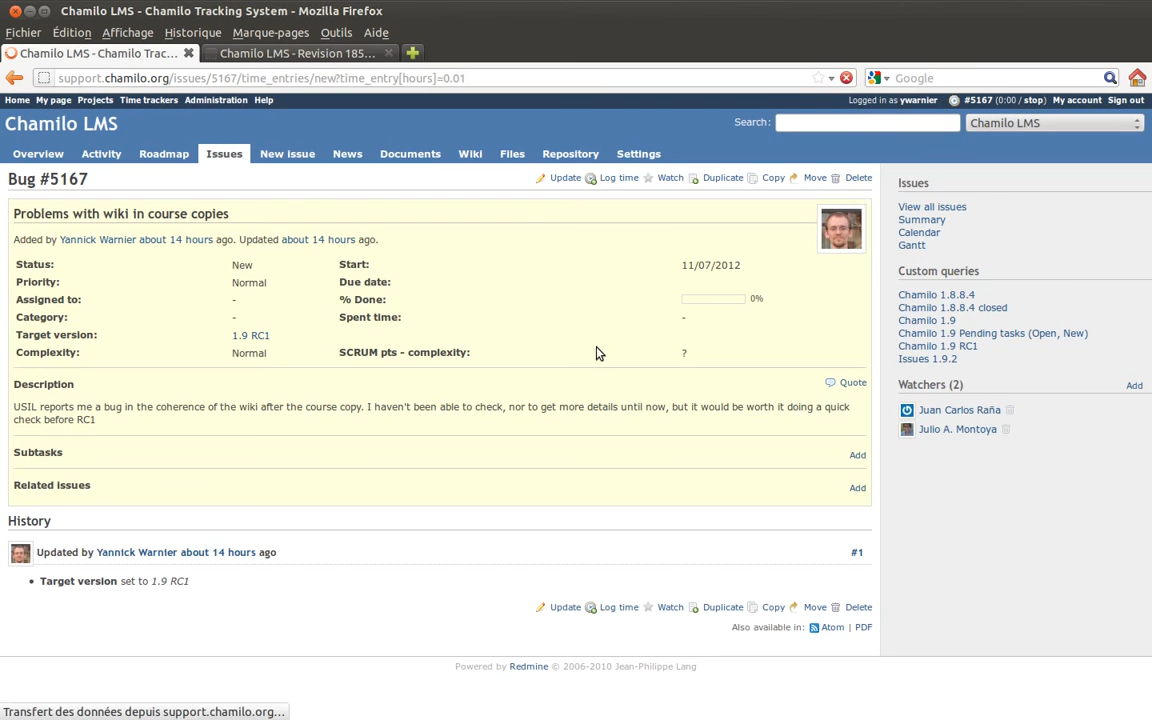 Chamilo LMS - Chamilo Tracking System - Mozilla Firefox
Fichier Édition Affichage Historique Marque-pages Outils Aide
Chamilo LMS - Chamilo Trac... Chamilo LMS - Revision 185...
support.chamilo.org/issues/5167/time_entries/new?time_entry[hours]=0.01 Google
Home My page Projects Time trackers Administration Help Logged in as ywarnier #5167 (0:00 / stop) My account Sign out
Chamilo LMS Search: Chamilo LMS
Overview Activity Roadmap Issues New issue News Documents Wiki Files Repository Settings
Bug #5167 Update Log time Watch Duplicate Copy Move Delete
Problems with wiki in course copies
Added by Yannick Warnier about 14 hours ago. Updated about 14 hours ago.
Status: New Start: 11/07/2012
Priority: Normal Due date:
Assigned to: - % Done: 0%
Category: - Spent time: -
Target version: 1.9 RC1
Complexity: Normal SCRUM pts - complexity: ?
Description Quote
USIL reports me a bug in the coherence of the wiki after the course copy. I haven't been able to check, nor to get more details until now, but it would be worth it doing a quick
check before RC1
Subtasks Add
Related issues Add
History
Updated by Yannick Warnier about 14 hours ago #1
• Target version set to 1.9 RC1
Update Log time Watch Duplicate Copy Move Delete
Also available in: Atom | PDF
Issues
View all issues
Summary
Calendar
Gantt
Custom queries
Chamilo 1.8.8.4
Chamilo 1.8.8.4 closed
Chamilo 1.9
Chamilo 1.9 Pending tasks (Open, New)
Chamilo 1.9 RC1
Issues 1.9.2
Watchers (2) Add
Juan Carlos Raña
Julio A. Montoya
Powered by Redmine © 2006-2010 Jean-Philippe Lang
Transfert des données depuis support.chamilo.org...